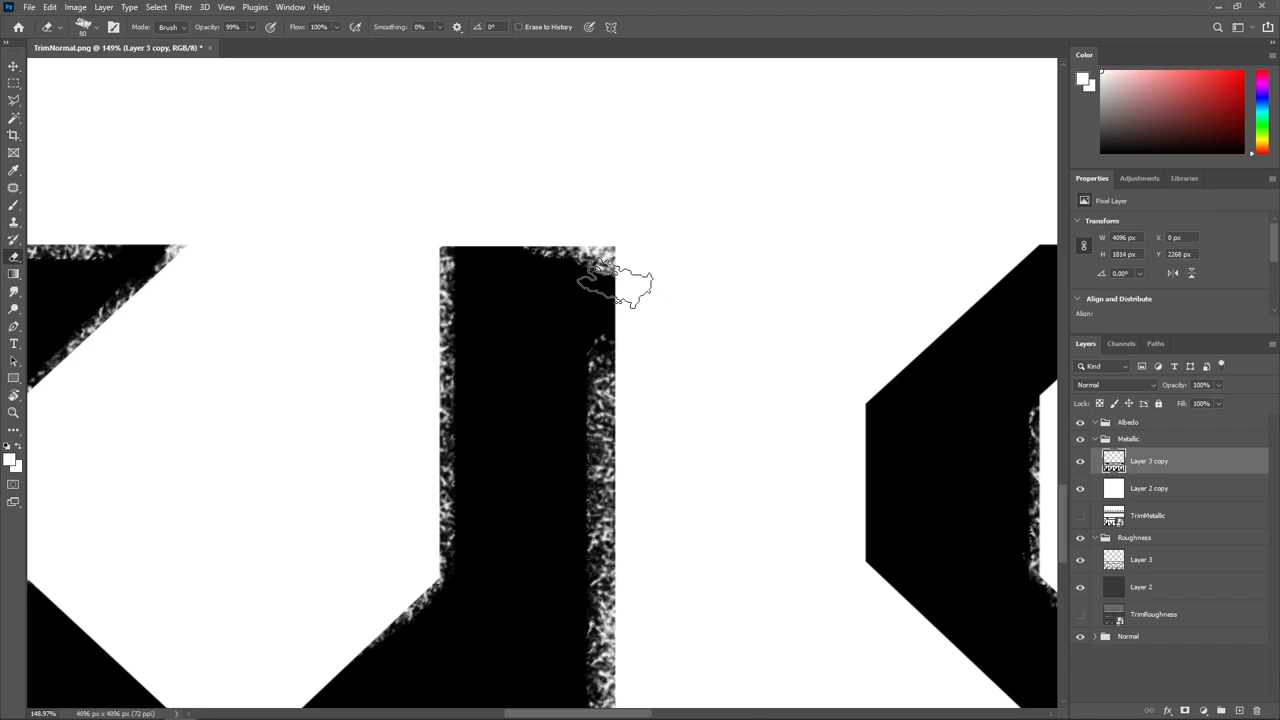 Ps File Edit Image Layer Type Select Filter 3D View Plugins Window Help
80 Mode: Brush Opacity: 99% Flow: 100% Smoothing: 0% 0° Erase to History
TrimNormal.png @ 149% (Layer 3 copy, RGB/8) * ×
Color
Properties Adjustments Libraries
Pixel Layer
Transform
W 4096 px X 0 px
H 1814 px Y 2268 px
0.00°
Align and Distribute
Align:
Layers Channels Paths
Kind
Normal Opacity: 100%
Lock: Fill: 100%
Albedo
Metallic
Layer 3 copy
Layer 2 copy
TrimMetallic
Roughness
Layer 3
Layer 2
TrimRoughness
Normal
148.97% 4096 px x 4096 px (72 ppi)